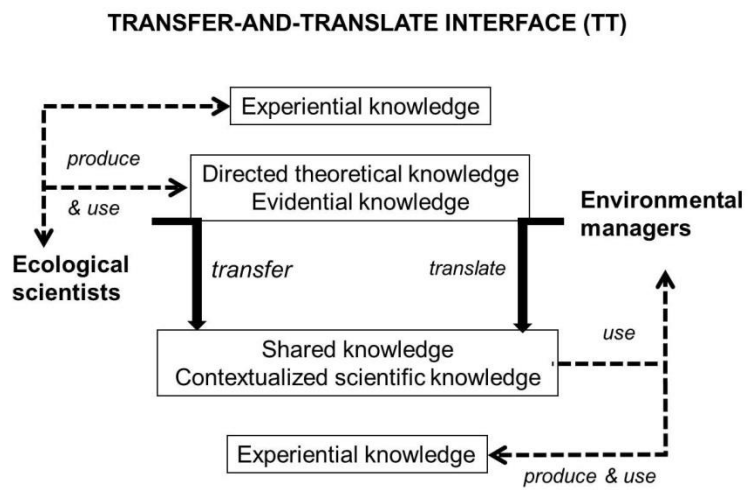 TRANSFER-AND-TRANSLATE INTERFACE (TT)
Experiential knowledge
produce
& use
Directed theoretical knowledge
Evidential knowledge
Environmental
managers
Ecological
scientists
transfer
translate
Shared knowledge
Contextualized scientific knowledge
use
Experiential knowledge
produce & use